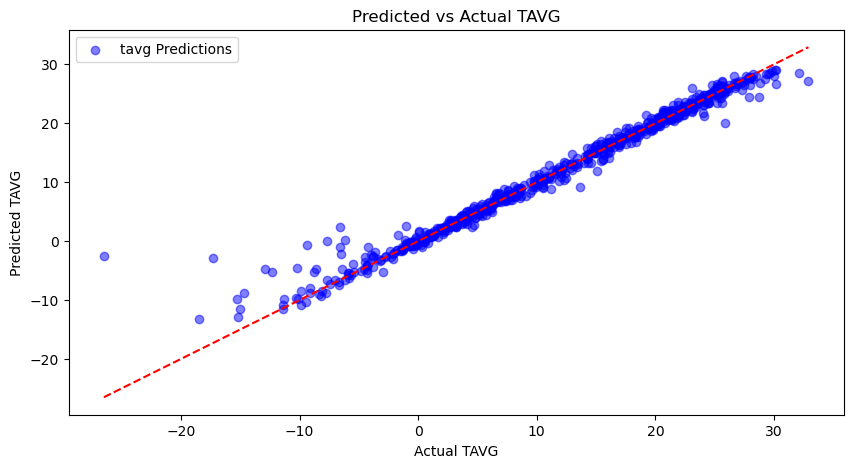 Predicted vs Actual TAVG
tavg Predictions
Predicted TAVG
30
20
10
0
−10
−20
−20 −10 0 10 20 30
Actual TAVG